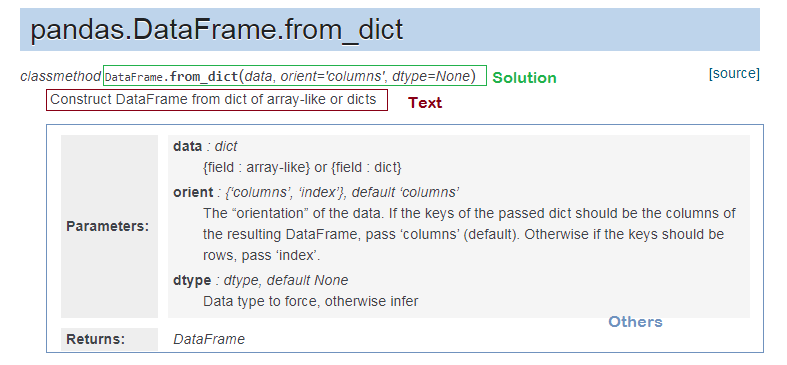 pandas.DataFrame.from_dict
classmethod DataFrame.from_dict(data, orient='columns', dtype=None) Solution [source]
Construct DataFrame from dict of array-like or dicts Text
data : dict
{field : array-like} or {field : dict}
orient : {‘columns’, ‘index’}, default ‘columns’
The “orientation” of the data. If the keys of the passed dict should be the columns of
Parameters: the resulting DataFrame, pass ‘columns’ (default). Otherwise if the keys should be
rows, pass ‘index’.
dtype : dtype, default None
Data type to force, otherwise infer
Others
Returns: DataFrame